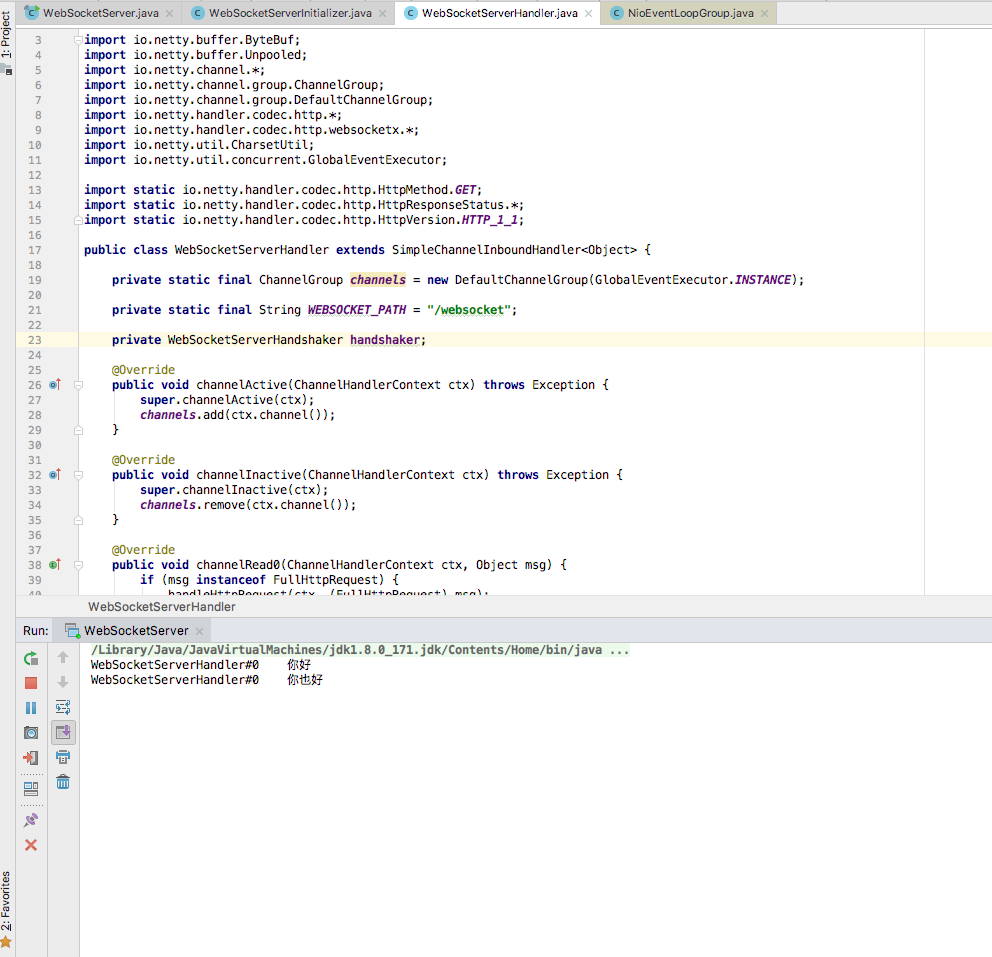 WebSocketServer.java
WebSocketServerInitializer.java
WebSocketServerHandler.java
NioEventLoopGroup.java
1: Project
3 import io.netty.buffer.ByteBuf;
4 import io.netty.buffer.Unpooled;
5 import io.netty.channel.*;
6 import io.netty.channel.group.ChannelGroup;
7 import io.netty.channel.group.DefaultChannelGroup;
8 import io.netty.handler.codec.http.*;
9 import io.netty.handler.codec.http.websocketx.*;
10 import io.netty.util.CharsetUtil;
11 import io.netty.util.concurrent.GlobalEventExecutor;
12
13 import static io.netty.handler.codec.http.HttpMethod.GET;
14 import static io.netty.handler.codec.http.HttpResponseStatus.*;
15 import static io.netty.handler.codec.http.HttpVersion.HTTP_1_1;
16
17 public class WebSocketServerHandler extends SimpleChannelInboundHandler<Object> {
18
19 private static final ChannelGroup channels = new DefaultChannelGroup(GlobalEventExecutor.INSTANCE);
20
21 private static final String WEBSOCKET_PATH = "/websocket";
22
23 private WebSocketServerHandshaker handshaker;
24
25 @Override
26 public void channelActive(ChannelHandlerContext ctx) throws Exception {
27 super.channelActive(ctx);
28 channels.add(ctx.channel());
29 }
30
31 @Override
32 public void channelInactive(ChannelHandlerContext ctx) throws Exception {
33 super.channelInactive(ctx);
34 channels.remove(ctx.channel());
35 }
36
37 @Override
38 public void channelRead0(ChannelHandlerContext ctx, Object msg) {
39 if (msg instanceof FullHttpRequest) {
40 handleHttpRequest(ctx, (FullHttpRequest) msg);
WebSocketServerHandler
Run: WebSocketServer
/Library/Java/JavaVirtualMachines/jdk1.8.0_171.jdk/Contents/Home/bin/java ...
WebSocketServerHandler#0 你好
WebSocketServerHandler#0 你也好
2: Favorites